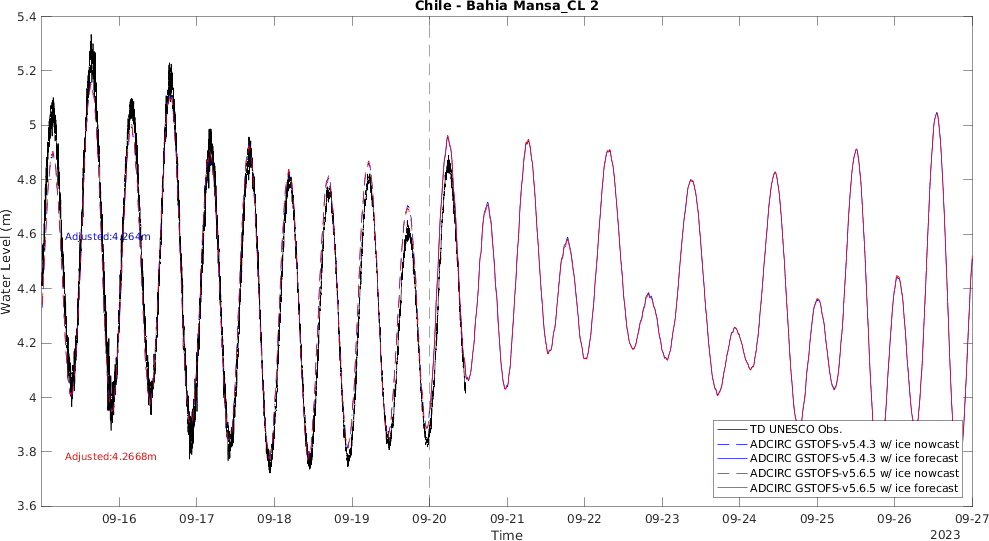 Chile - Bahia Mansa_CL 2
5.4
5.2
5
4.8
4.6
4.4
4.2
4
3.8
3.6
Water Level (m)
Adjusted:4.264m
Adjusted:4.2668m
TD UNESCO Obs.
ADCIRC GSTOFS-v5.4.3 w/ ice nowcast
ADCIRC GSTOFS-v5.4.3 w/ ice forecast
ADCIRC GSTOFS-v5.6.5 w/ ice nowcast
ADCIRC GSTOFS-v5.6.5 w/ ice forecast
09-16 09-17 09-18 09-19 09-20 09-21 09-22 09-23 09-24 09-25 09-26 09-27
Time
2023